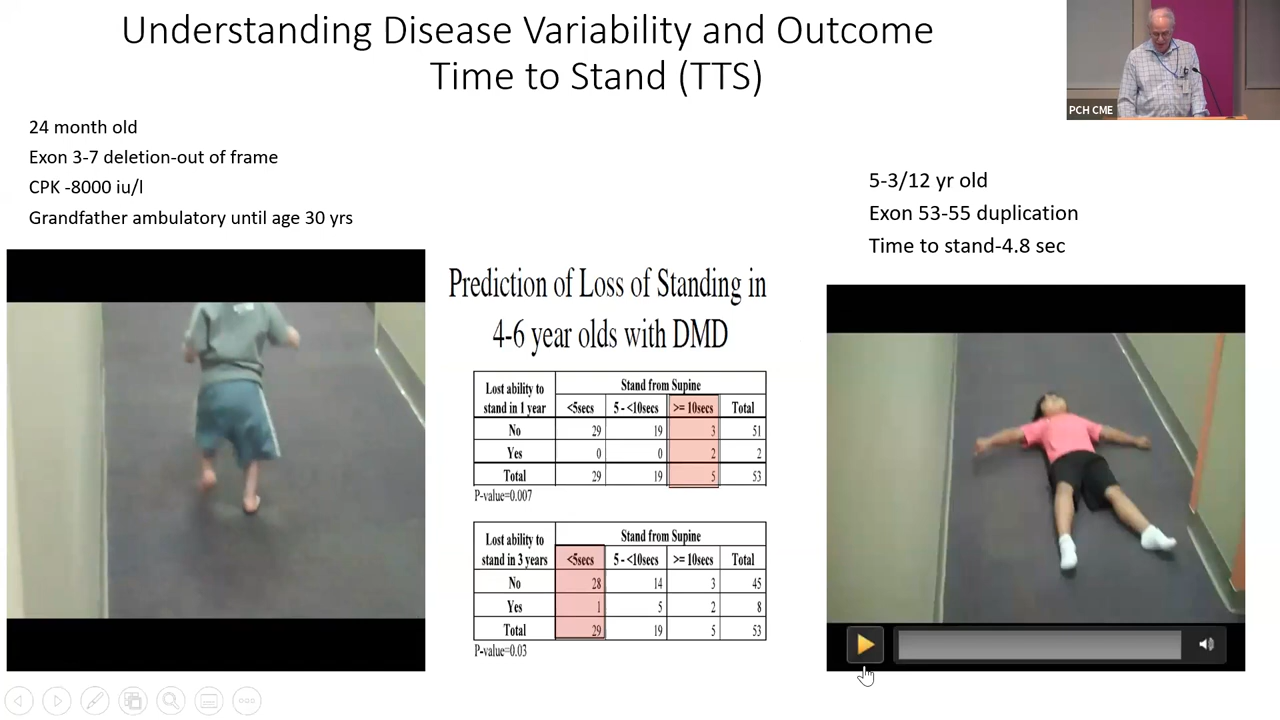 Understanding Disease Variability and Outcome
Time to Stand (TTS)
PCH CME
24 month old
Exon 3-7 deletion-out of frame
CPK -8000 iu/l
Grandfather ambulatory until age 30 yrs
5-3/12 yr old
Exon 53-55 duplication
Time to stand-4.8 sec
Prediction of Loss of Standing in
4-6 year olds with DMD
Lost ability to stand in 1 year Stand from Supine
<5secs 5 - <10secs >= 10secs Total
No 29 19 3 51
Yes 0 0 2 2
Total 29 19 5 53
P-value=0.007
Lost ability to stand in 3 years Stand from Supine
<5secs 5 - <10secs >= 10secs Total
No 28 14 3 45
Yes 1 5 2 8
Total 29 19 5 53
P-value=0.03